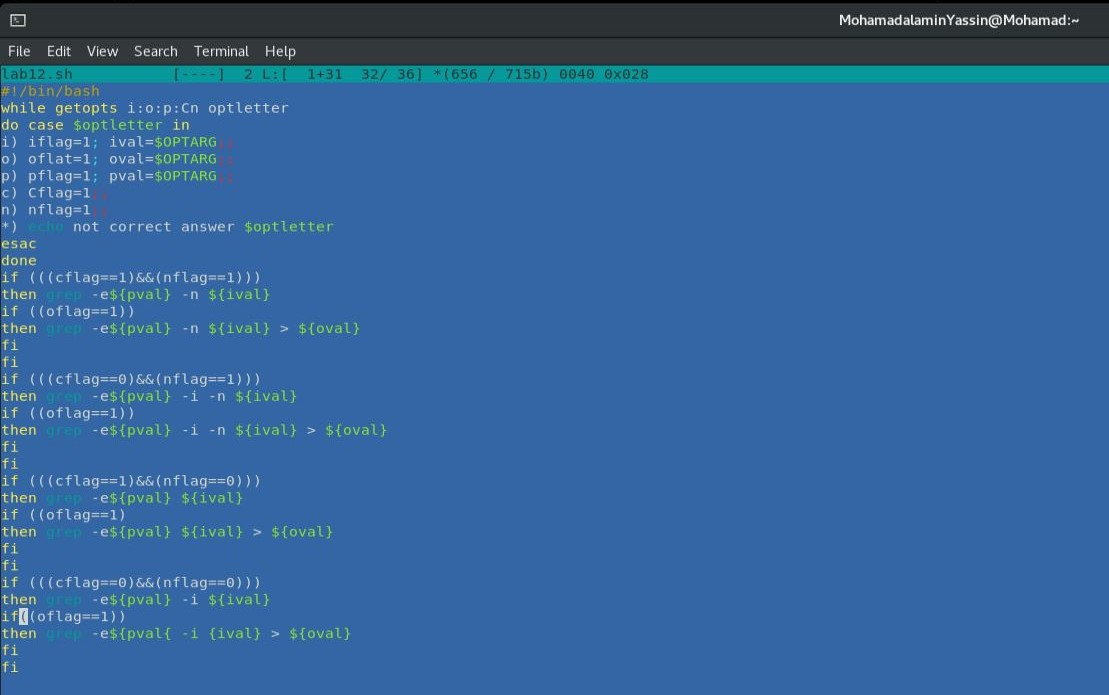 MohamadalaminYassin@Mohamad:~
File Edit View Search Terminal Help
lab12.sh [----] 2 L:[ 1+31 32/ 36] *(656 / 715b) 0040 0x028
#!/bin/bash
while getopts i:o:p:Cn optletter
do case $optletter in
i) iflag=1; ival=$OPTARG;;
o) oflat=1; oval=$OPTARG;;
p) pflag=1; pval=$OPTARG;;
c) Cflag=1;;
n) nflag=1;;
*) echo not correct answer $optletter
esac
done
if (((cflag==1)&&(nflag==1)))
then grep -e${pval} -n ${ival}
if ((oflag==1))
then grep -e${pval} -n ${ival} > ${oval}
fi
fi
if (((cflag==0)&&(nflag==1)))
then grep -e${pval} -i -n ${ival}
if ((oflag==1))
then grep -e${pval} -i -n ${ival} > ${oval}
fi
fi
if (((cflag==1)&&(nflag==0)))
then grep -e${pval} ${ival}
if ((oflag==1)
then grep -e${pval} ${ival} > ${oval}
fi
fi
if (((cflag==0)&&(nflag==0)))
then grep -e${pval} -i ${ival}
if((oflag==1))
then grep -e${pval{ -i {ival} > ${oval}
fi
fi